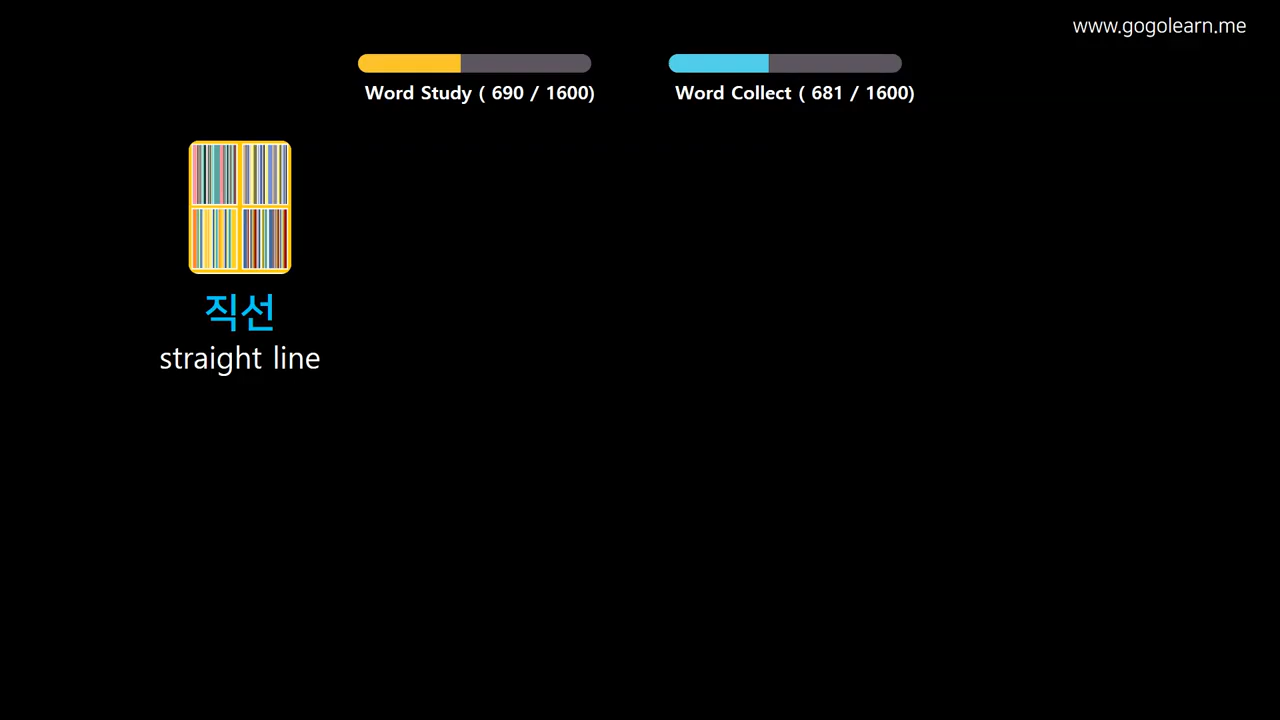 www.gogolearn.me
Word Study ( 690 / 1600)
Word Collect ( 681 / 1600)
직선
straight line